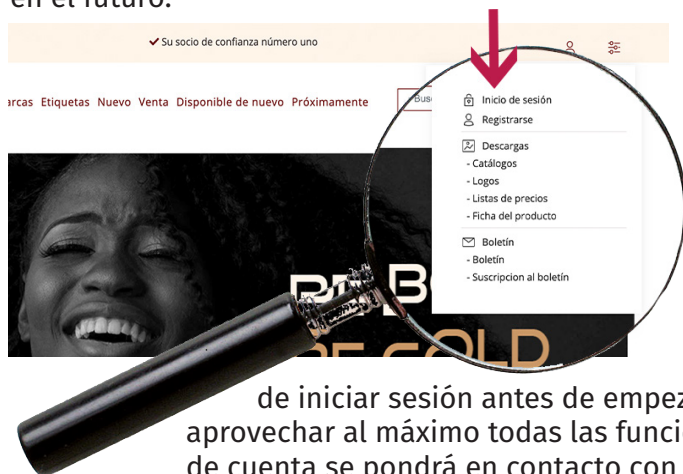 en el futuro.
Su socio de confianza número uno
arcas Etiquetas Nuevo Venta Disponible de nuevo Próximamente
Inicio de sesión
Registrarse
Descargas
- Catálogos
- Logos
- Listas de precios
- Ficha del producto
Boletín
- Boletín
- Suscripcion al boletín
de iniciar sesión antes de empez
aprovechar al máximo todas las funci
de cuenta se pondrá en contacto con